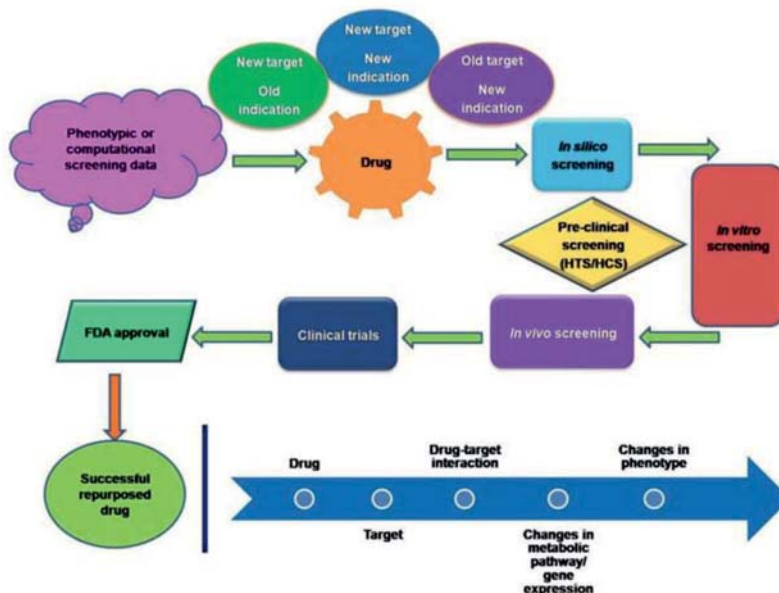 New target
Old
indication
New target
New
indication
Old target
New
indication
Phenotypic or
computational
screening data
Drug
In silico
screening
In vitro
screening
Pre-clinical
screening
(HTS/HCS)
In vivo screening
Clinical trials
FDA approval
Successful
repurposed
drug
Drug
Target
Drug-target
interaction
Changes in
metabolic
pathway/
gene
expression
Changes in
phenotype